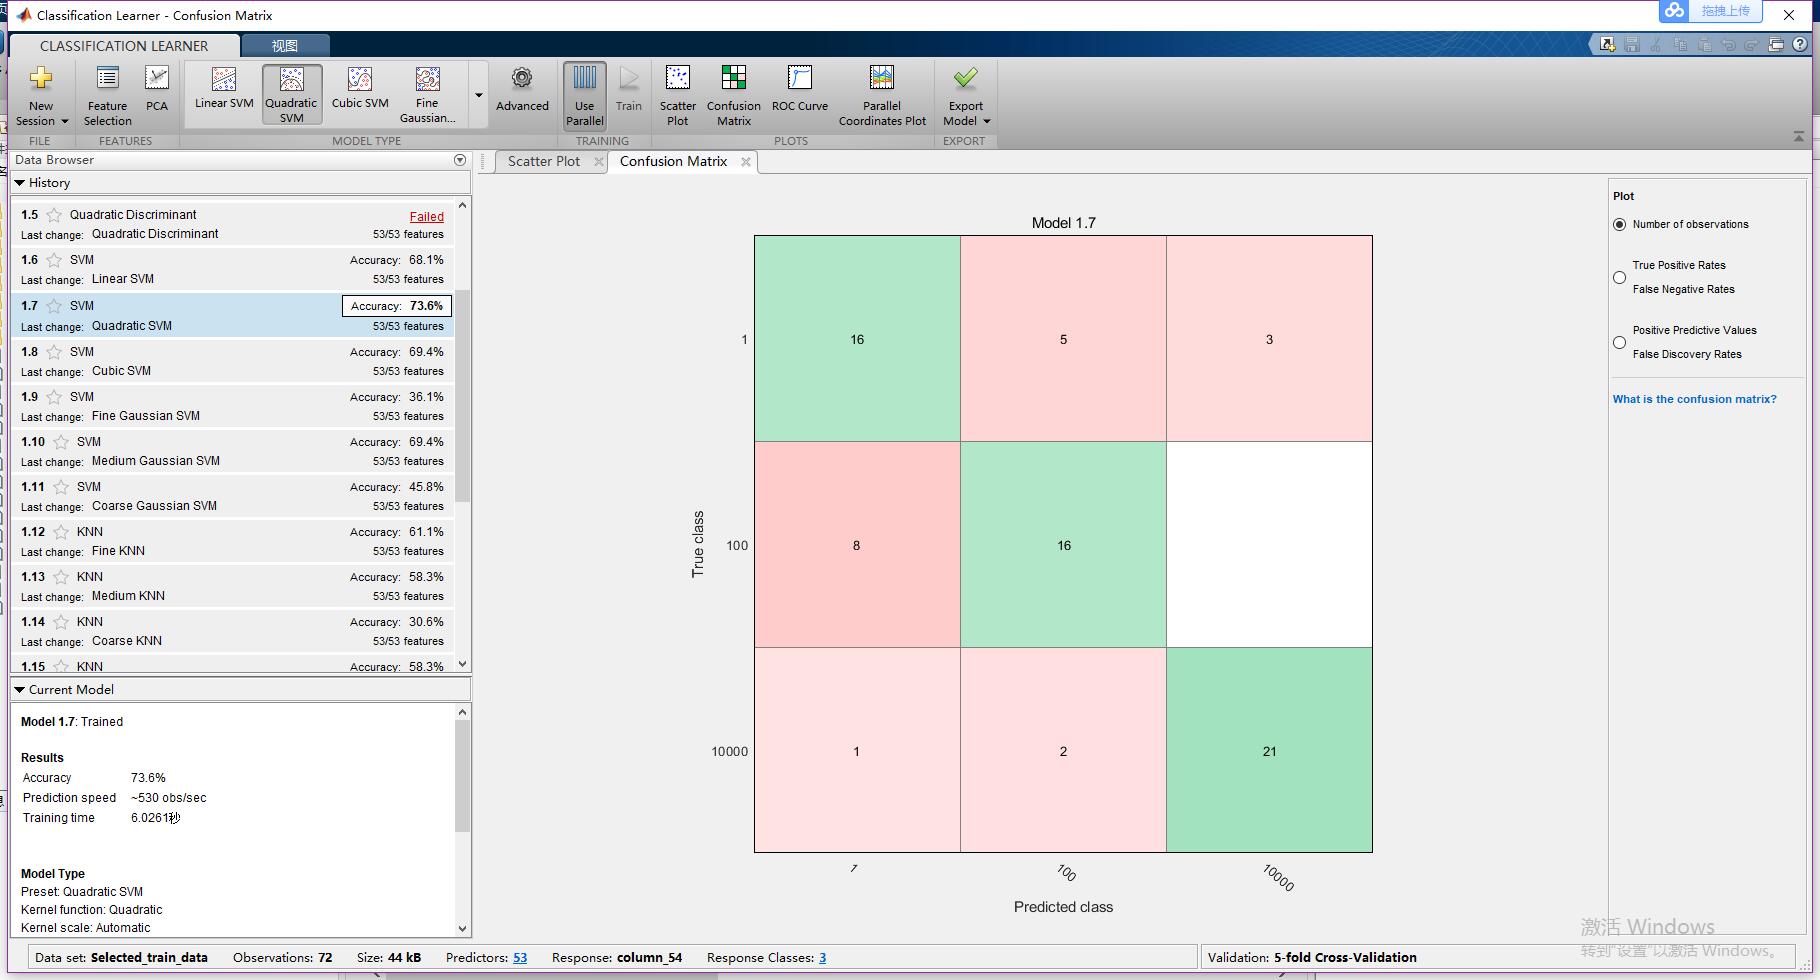 Classification Learner - Confusion Matrix
拖拽上传
CLASSIFICATION LEARNER
视图
New Session
Feature Selection
PCA
Linear SVM
Quadratic SVM
Cubic SVM
Fine Gaussian...
Advanced
Use Parallel
Train
Scatter Plot
Confusion Matrix
ROC Curve
Parallel Coordinates Plot
Export Model
FILE
FEATURES
MODEL TYPE
TRAINING
PLOTS
EXPORT
Data Browser
History
1.5 Quadratic Discriminant Failed
Last change: Quadratic Discriminant 53/53 features
1.6 SVM Accuracy: 68.1%
Last change: Linear SVM 53/53 features
1.7 SVM Accuracy: 73.6%
Last change: Quadratic SVM 53/53 features
1.8 SVM Accuracy: 69.4%
Last change: Cubic SVM 53/53 features
1.9 SVM Accuracy: 36.1%
Last change: Fine Gaussian SVM 53/53 features
1.10 SVM Accuracy: 69.4%
Last change: Medium Gaussian SVM 53/53 features
1.11 SVM Accuracy: 45.8%
Last change: Coarse Gaussian SVM 53/53 features
1.12 KNN Accuracy: 61.1%
Last change: Fine KNN 53/53 features
1.13 KNN Accuracy: 58.3%
Last change: Medium KNN 53/53 features
1.14 KNN Accuracy: 30.6%
Last change: Coarse KNN 53/53 features
1.15 KNN Accuracy: 58.3%
Current Model
Model 1.7: Trained
Results
Accuracy 73.6%
Prediction speed ~530 obs/sec
Training time 6.0261秒
Model Type
Preset: Quadratic SVM
Kernel function: Quadratic
Kernel scale: Automatic
Scatter Plot
Confusion Matrix
Model 1.7
1 16 5 3
100 8 16
10000 1 2 21
True class
1 100 10000
Predicted class
Plot
Number of observations
True Positive Rates
False Negative Rates
Positive Predictive Values
False Discovery Rates
What is the confusion matrix?
激活 Windows
转到"设置"以激活 Windows。
Data set: Selected_train_data Observations: 72 Size: 44 kB Predictors: 53 Response: column_54 Response Classes: 3
Validation: 5-fold Cross-Validation